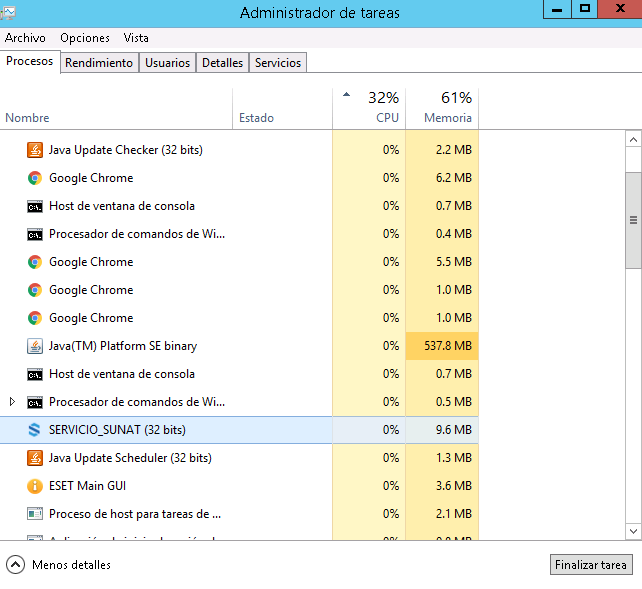 Administrador de tareas
Archivo Opciones Vista
Procesos Rendimiento Usuarios Detalles Servicios
32% 61%
Nombre Estado CPU Memoria
Java Update Checker (32 bits) 0% 2.2 MB
Google Chrome 0% 6.2 MB
Host de ventana de consola 0% 0.7 MB
Procesador de comandos de Wi... 0% 0.4 MB
Google Chrome 0% 5.5 MB
Google Chrome 0% 1.0 MB
Google Chrome 0% 1.0 MB
Java(TM) Platform SE binary 0% 537.8 MB
Host de ventana de consola 0% 0.7 MB
Procesador de comandos de Wi... 0% 0.5 MB
SERVICIO_SUNAT (32 bits) 0% 9.6 MB
Java Update Scheduler (32 bits) 0% 1.3 MB
ESET Main GUI 0% 3.6 MB
Proceso de host para tareas de ... 0% 2.1 MB
Menos detalles Finalizar tarea